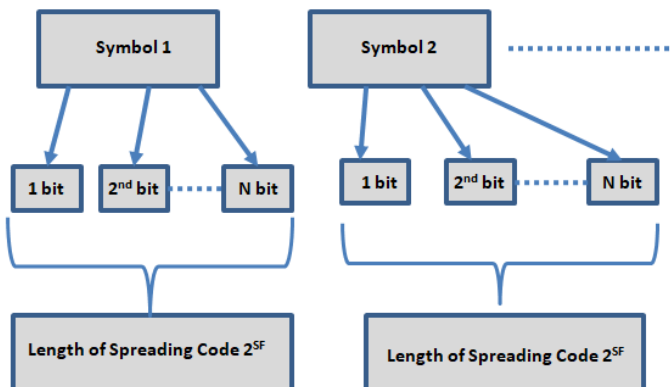 Symbol 1
Symbol 2
1 bit
2nd bit
N bit
1 bit
2nd bit
N bit
Length of Spreading Code 2SF
Length of Spreading Code 2SF